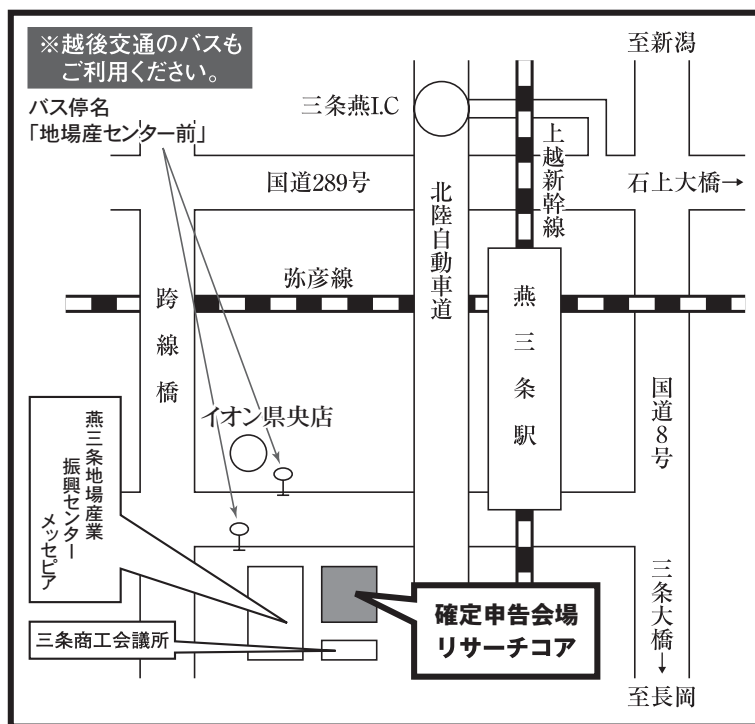 ※越後交通のバスも
ご利用ください。
バス停名
「地場産センター前」
至新潟
三条燕I.C
上越新幹線
国道289号
北陸自動車道
石上大橋→
弥彦線
跨線橋
燕三条駅
国道8号
イオン県央店
燕三条地場産業
振興センター
メッセピア
三条商工会議所
確定申告会場
リサーチコア
三条大橋→
至長岡